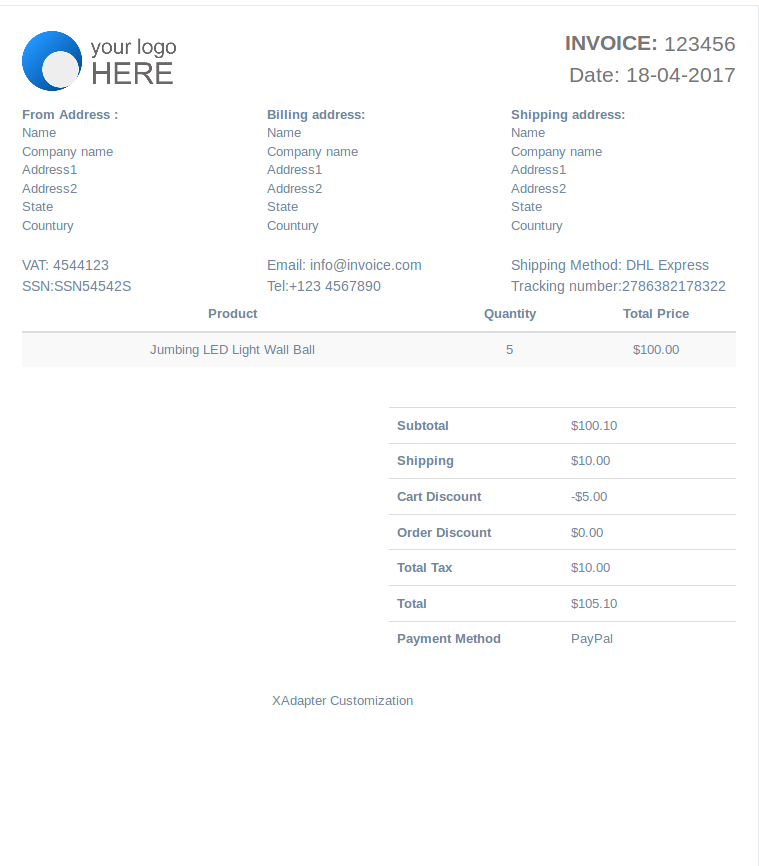 your logo
HERE
INVOICE: 123456
Date: 18-04-2017
From Address :
Name
Company name
Address1
Address2
State
Countury
Billing address:
Name
Company name
Address1
Address2
State
Countury
Shipping address:
Name
Company name
Address1
Address2
State
Countury
VAT: 4544123
SSN:SSN54542S
Email: info@invoice.com
Tel:+123 4567890
Shipping Method: DHL Express
Tracking number:2786382178322
Product Quantity Total Price
Jumbing LED Light Wall Ball 5 $100.00
Subtotal $100.10
Shipping $10.00
Cart Discount -$5.00
Order Discount $0.00
Total Tax $10.00
Total $105.10
Payment Method PayPal
XAdapter Customization